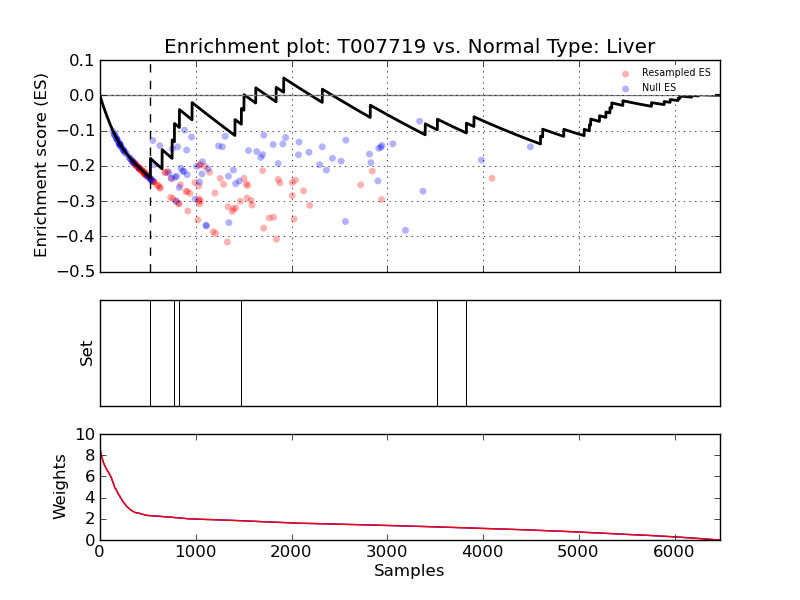 Enrichment plot: T007719 vs. Normal Type: Liver
Enrichment score (ES)
0.1
0.0
−0.1
−0.2
−0.3
−0.4
−0.5
Resampled ES
Null ES
Set
Weights
10
8
6
4
2
0
0 1000 2000 3000 4000 5000 6000
Samples